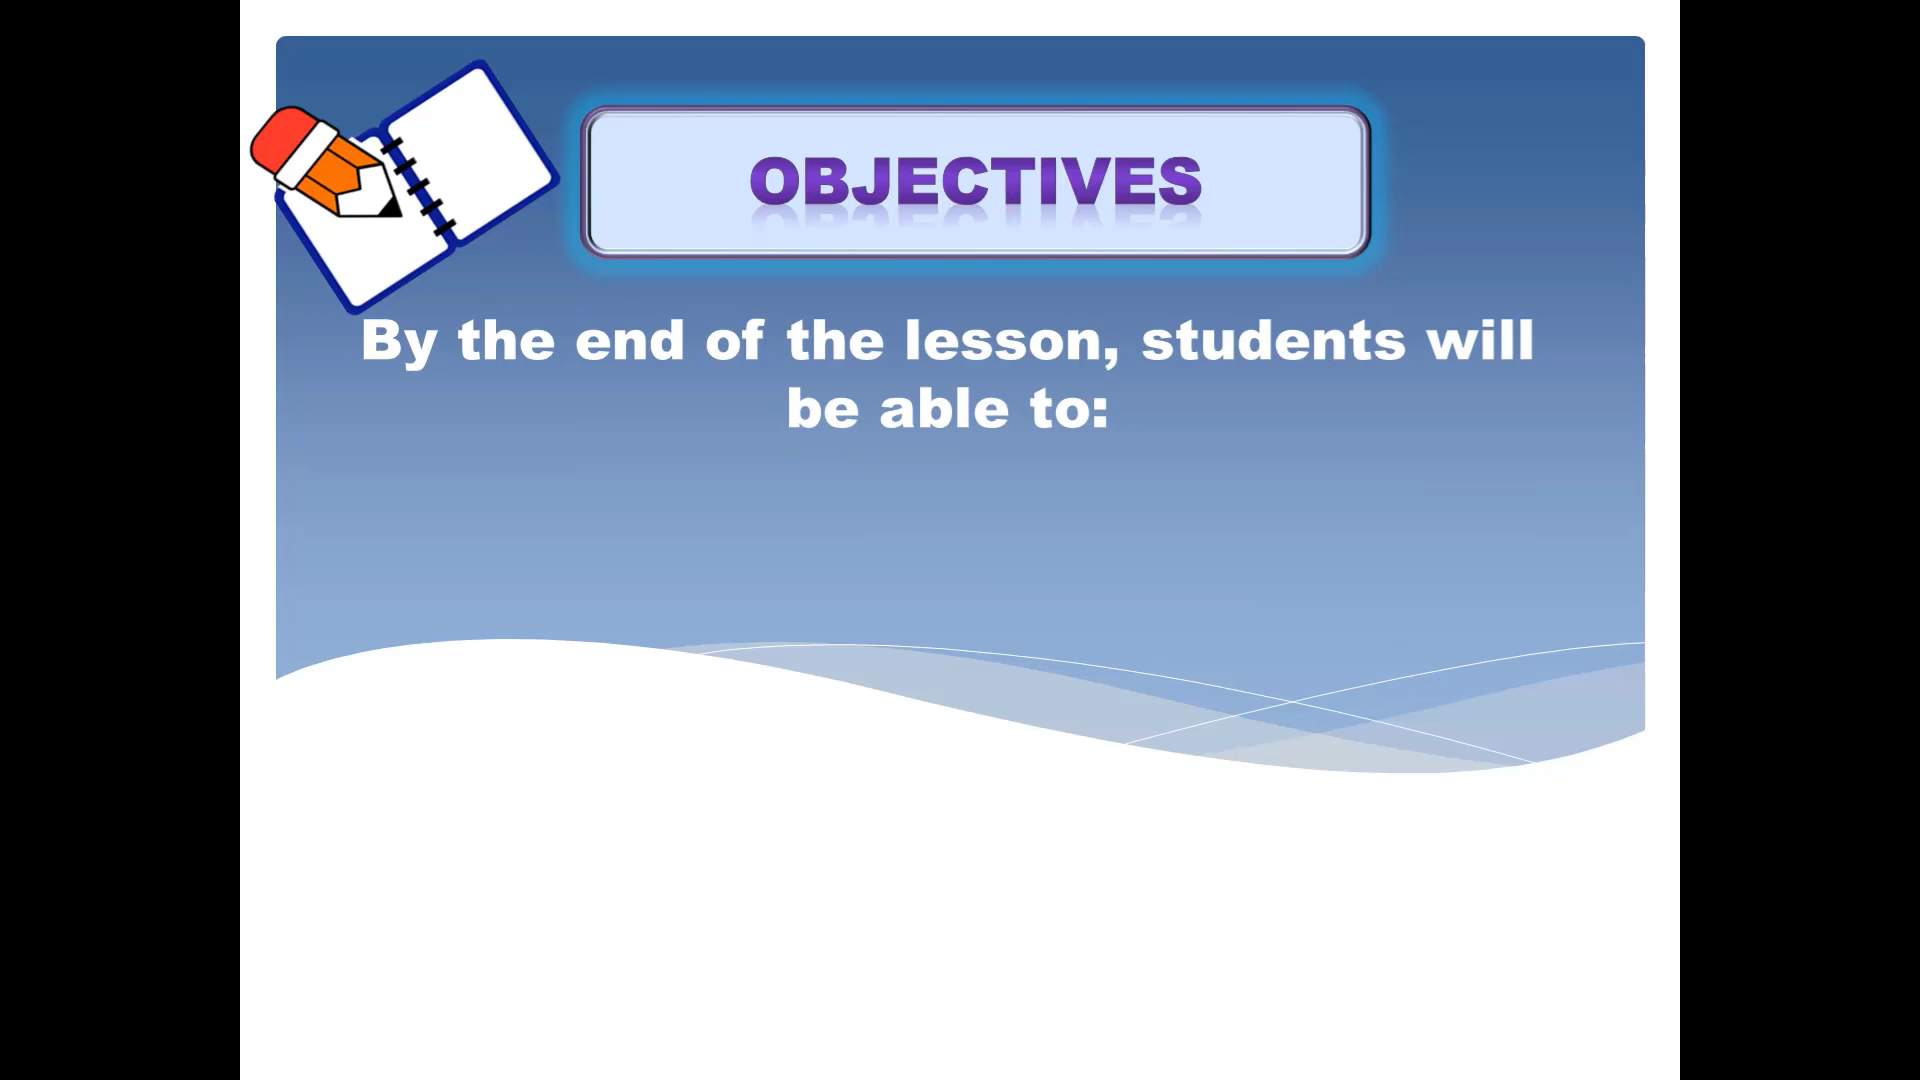 OBJECTIVES
By the end of the lesson, students will
be able to: